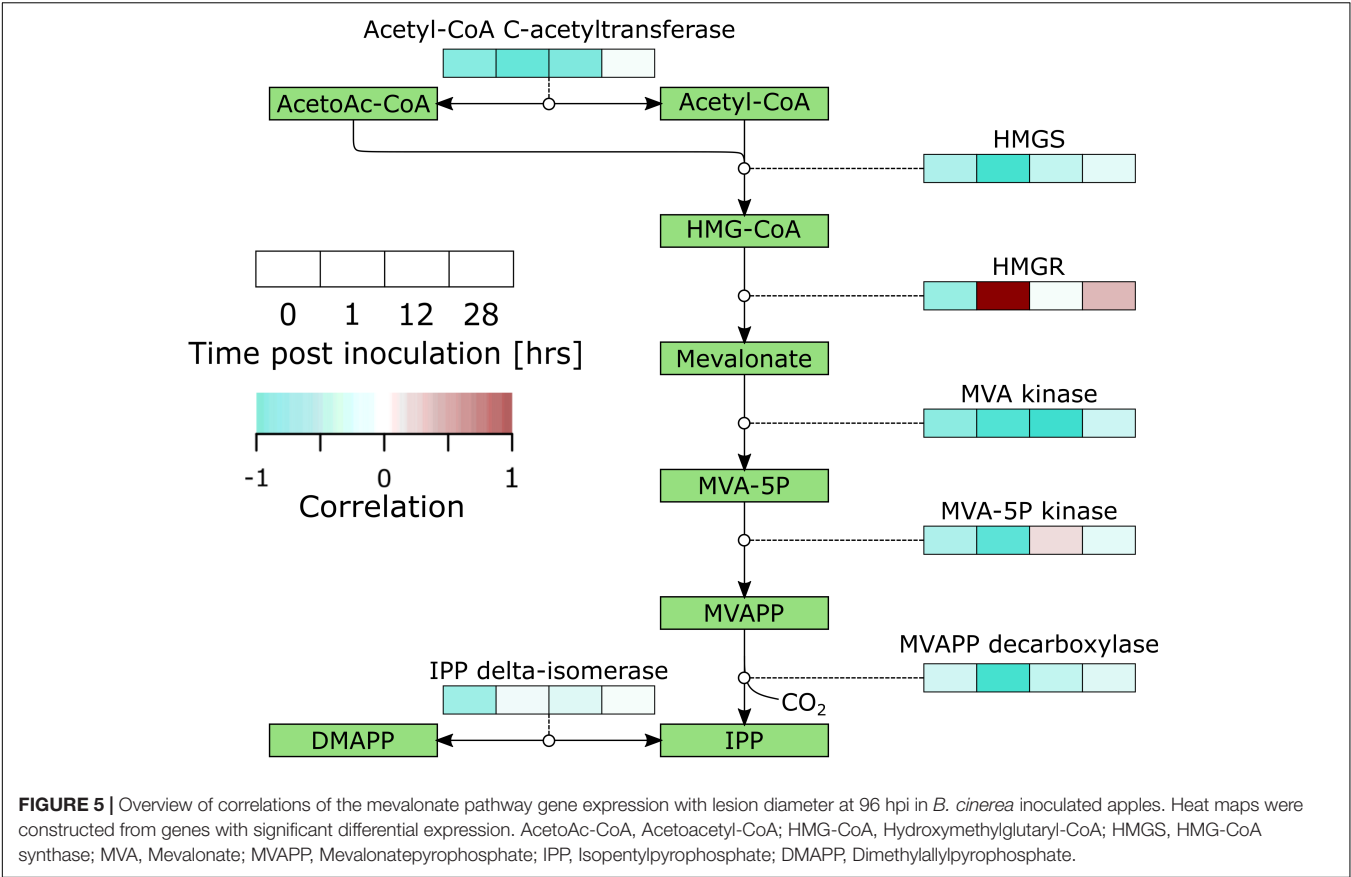 Acetyl-CoA C-acetyltransferase
AcetoAc-CoA
Acetyl-CoA
HMGS
HMG-CoA
HMGR
0 1 12 28
Time post inoculation [hrs]
Mevalonate
MVA kinase
-1 0 1
Correlation
MVA-5P
MVA-5P kinase
MVAPP
MVAPP decarboxylase
IPP delta-isomerase
CO₂
DMAPP
IPP
FIGURE 5 | Overview of correlations of the mevalonate pathway gene expression with lesion diameter at 96 hpi in B. cinerea inoculated apples. Heat maps were
constructed from genes with significant differential expression. AcetoAc-CoA, Acetoacetyl-CoA; HMG-CoA, Hydroxymethylglutaryl-CoA; HMGS, HMG-CoA
synthase; MVA, Mevalonate; MVAPP, Mevalonatepyrophosphate; IPP, Isopentylpyrophosphate; DMAPP, Dimethylallylpyrophosphate.